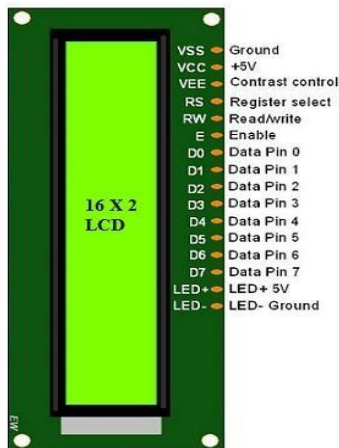 VSS Ground
VCC +5V
VEE Contrast control
RS Register select
RW Read/write
E Enable
D0 Data Pin 0
D1 Data Pin 1
D2 Data Pin 2
D3 Data Pin 3
D4 Data Pin 4
D5 Data Pin 5
D6 Data Pin 6
D7 Data Pin 7
LED+ LED+ 5V
LED- LED- Ground
16 X 2
LCD
EW